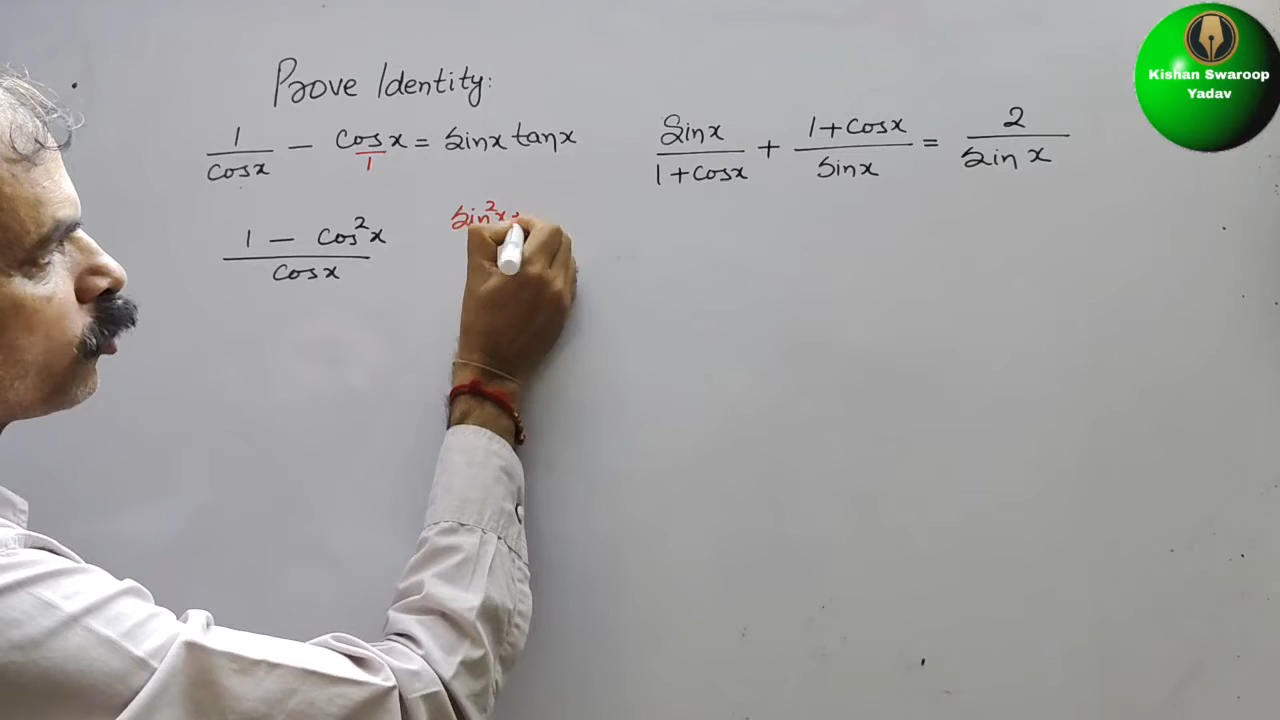 Prove Identity:
1/cosx − cosx/1 = sinx tanx
sinx/1+cosx + 1+cosx/sinx = 2/sinx
1 − cos²x/cosx
sin²x
Kishan Swaroop
Yadav